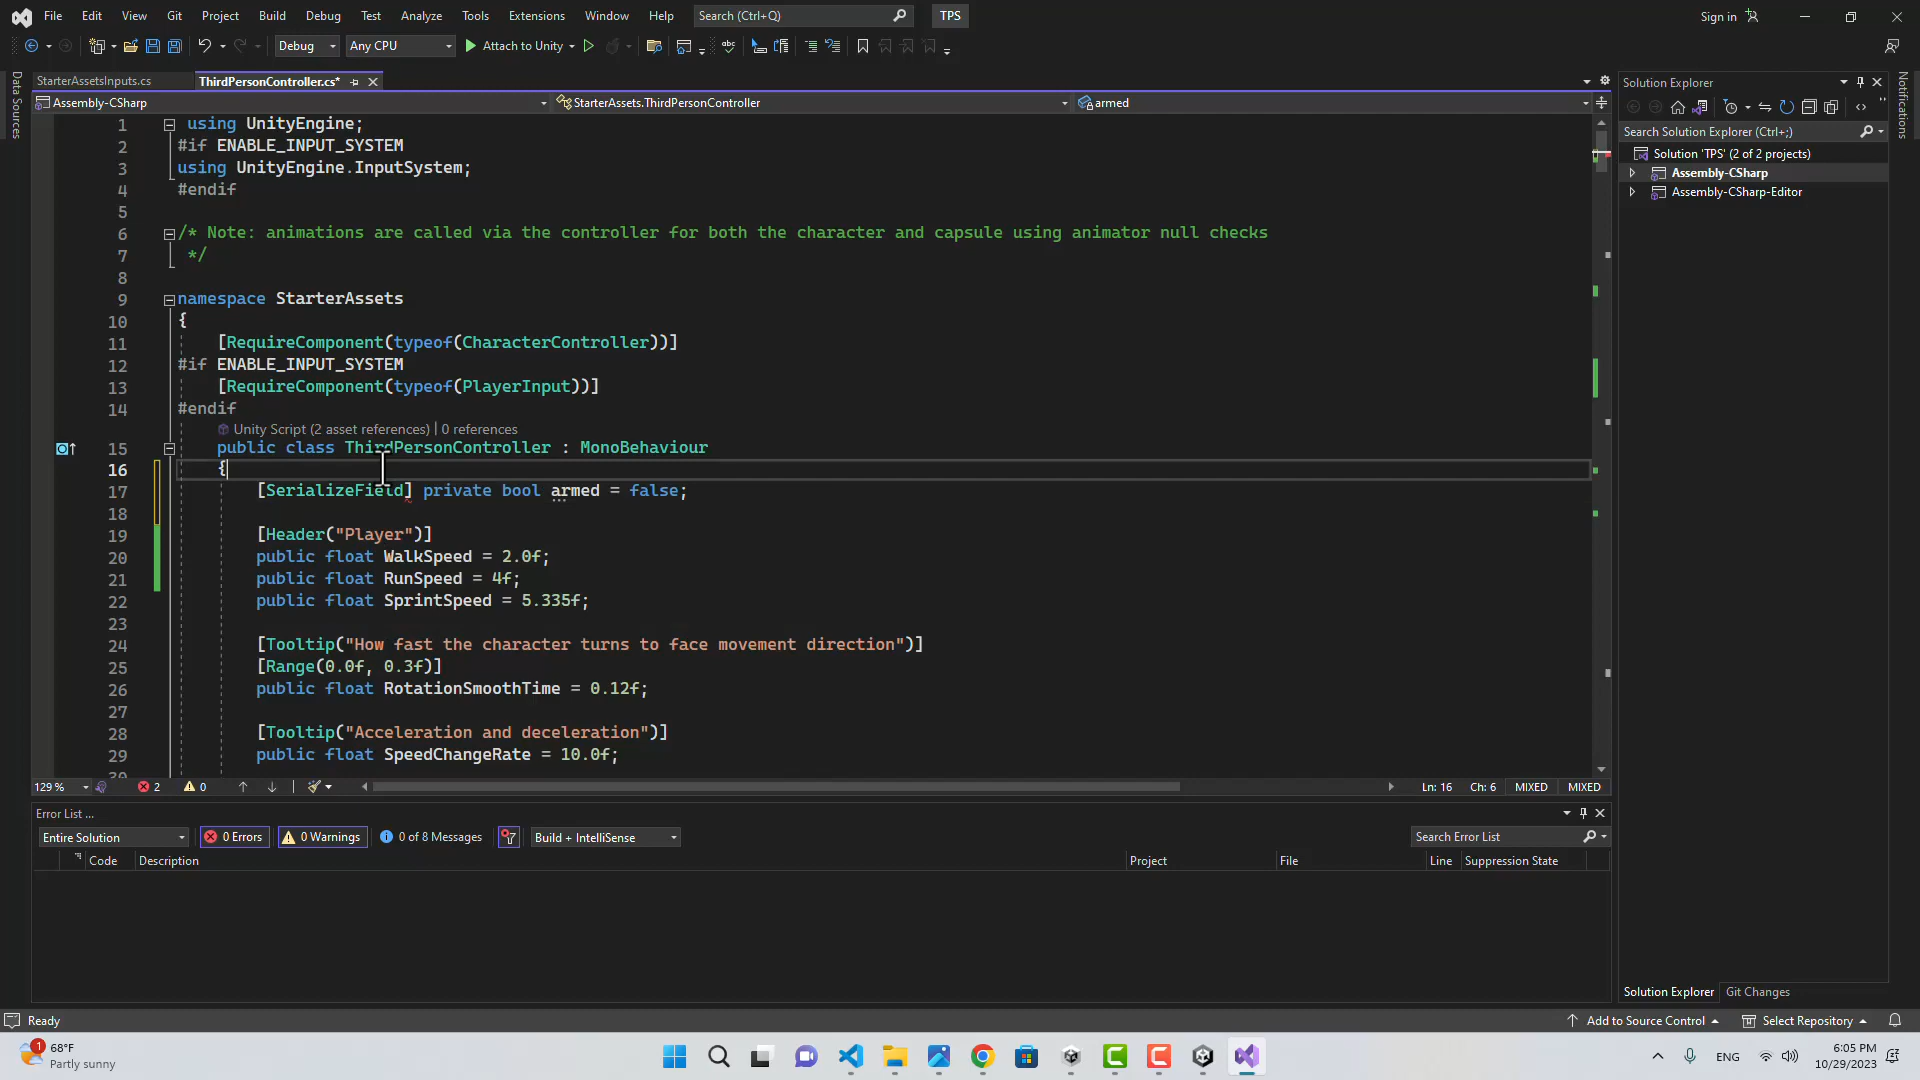 File Edit View Git Project Build Debug Test Analyze Tools Extensions Window Help Search (Ctrl+Q) TPS Sign in
Debug Any CPU Attach to Unity
Data Sources
StarterAssetsInputs.cs ThirdPersonController.cs*
Assembly-CSharp StarterAssets.ThirdPersonController armed
1 using UnityEngine;
2 #if ENABLE_INPUT_SYSTEM
3 using UnityEngine.InputSystem;
4 #endif
5
6 /* Note: animations are called via the controller for both the character and capsule using animator null checks
7 */
8
9 namespace StarterAssets
10 {
11 [RequireComponent(typeof(CharacterController))]
12 #if ENABLE_INPUT_SYSTEM
13 [RequireComponent(typeof(PlayerInput))]
14 #endif
Unity Script (2 asset references) | 0 references
15 public class ThirdPersonController : MonoBehaviour
16 {
17 [SerializeField] private bool armed = false;
18
19 [Header("Player")]
20 public float WalkSpeed = 2.0f;
21 public float RunSpeed = 4f;
22 public float SprintSpeed = 5.335f;
23
24 [Tooltip("How fast the character turns to face movement direction")]
25 [Range(0.0f, 0.3f)]
26 public float RotationSmoothTime = 0.12f;
27
28 [Tooltip("Acceleration and deceleration")]
29 public float SpeedChangeRate = 10.0f;
30
129 % 2 0 Ln: 16 Ch: 6 MIXED MIXED
Error List ...
Entire Solution 0 Errors 0 Warnings 0 of 8 Messages Build + IntelliSense Search Error List
Code Description Project File Line Suppression State
Solution Explorer
Search Solution Explorer (Ctrl+;)
Solution 'TPS' (2 of 2 projects)
Assembly-CSharp
Assembly-CSharp-Editor
Notifications
Solution Explorer Git Changes
Ready Add to Source Control Select Repository
1 68°F
Partly sunny
ENG
6:05 PM
10/29/2023